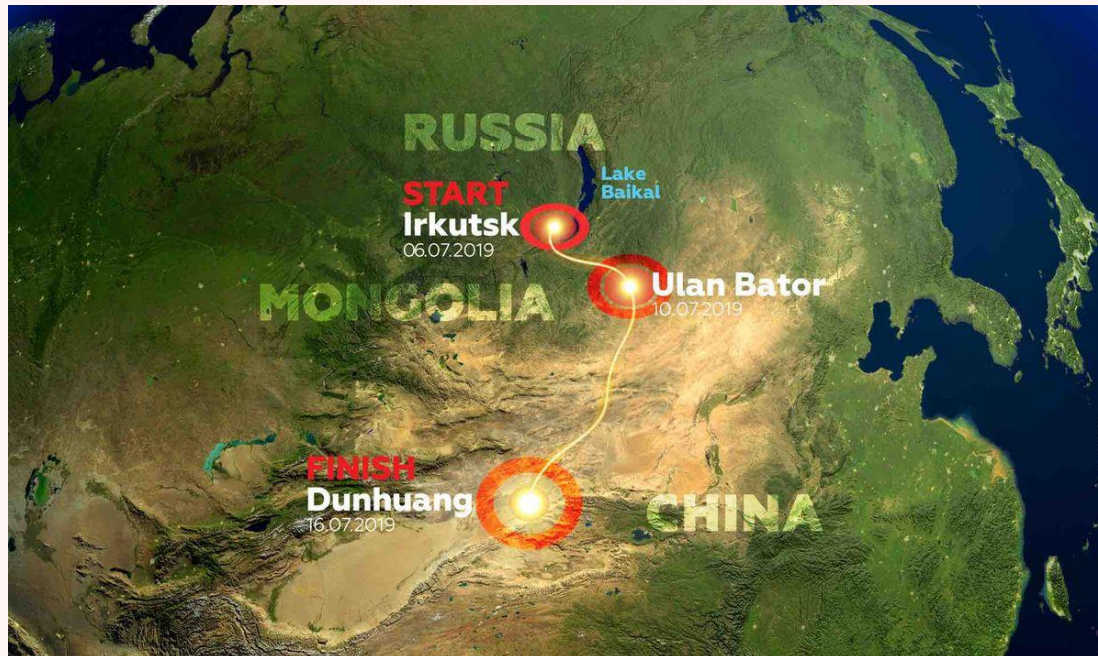 RUSSIA
Lake
Baikal
START
Irkutsk
06.07.2019
MONGOLIA
Ulan Bator
10.07.2019
FINISH
Dunhuang
16.07.2019
CHINA